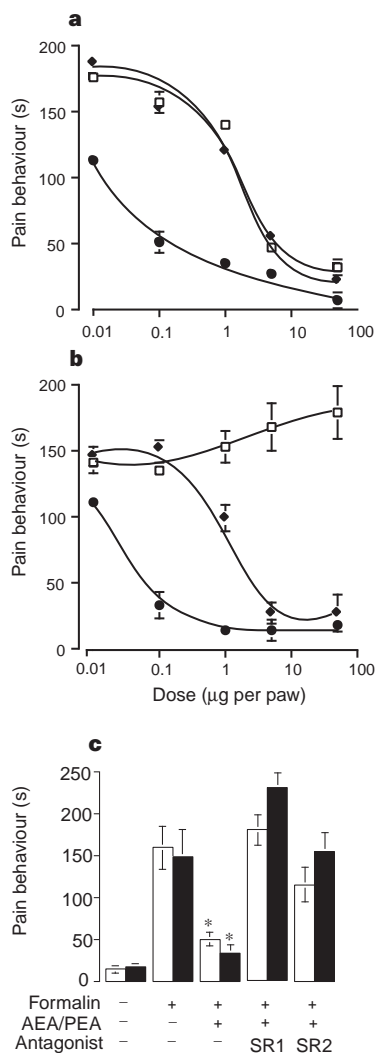 a
200
150
100
50
0
Pain behaviour (s)
0.01 0.1 1 10 100
b
200
150
100
50
0
Pain behaviour (s)
0.01 0.1 1 10 100
Dose (μg per paw)
c
250
200
150
100
50
0
Pain behaviour (s)
* *
Formalin – + + + +
AEA/PEA – – + + +
Antagonist – – – SR1 SR2